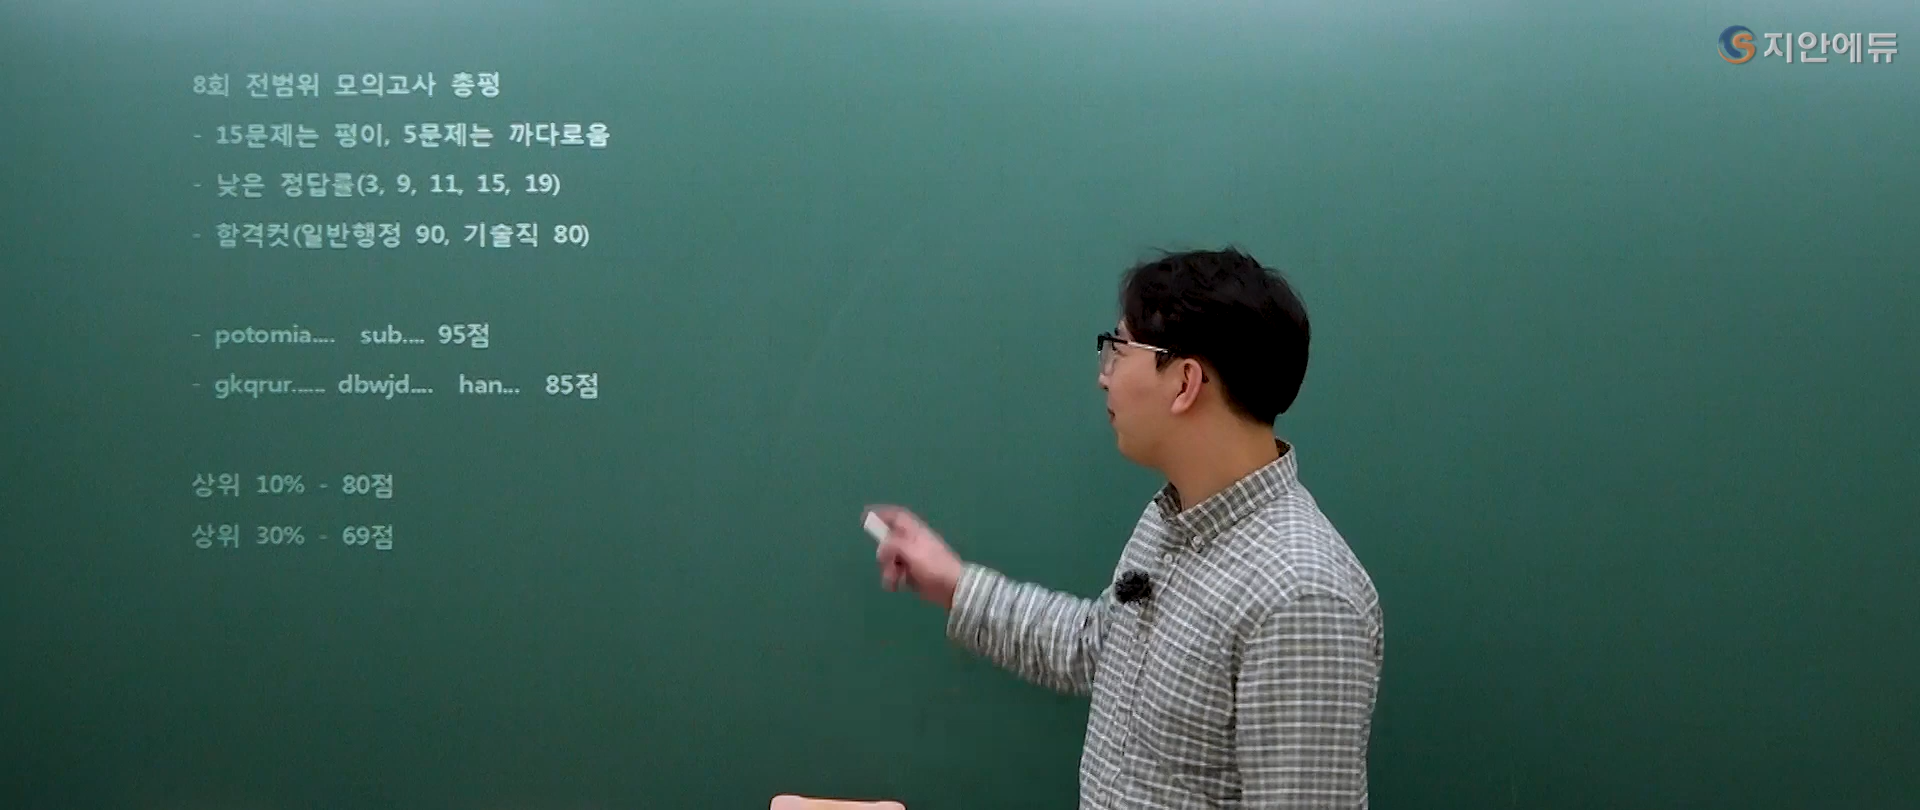 지안에듀
8회 전범위 모의고사 총평
- 15문제는 평이, 5문제는 까다로움
- 낮은 정답률(3, 9, 11, 15, 19)
- 합격컷(일반행정 90, 기술직 80)
- potomia.... sub.... 95점
- gkqrur...... dbwjd.... han... 85점
상위 10% - 80점
상위 30% - 69점